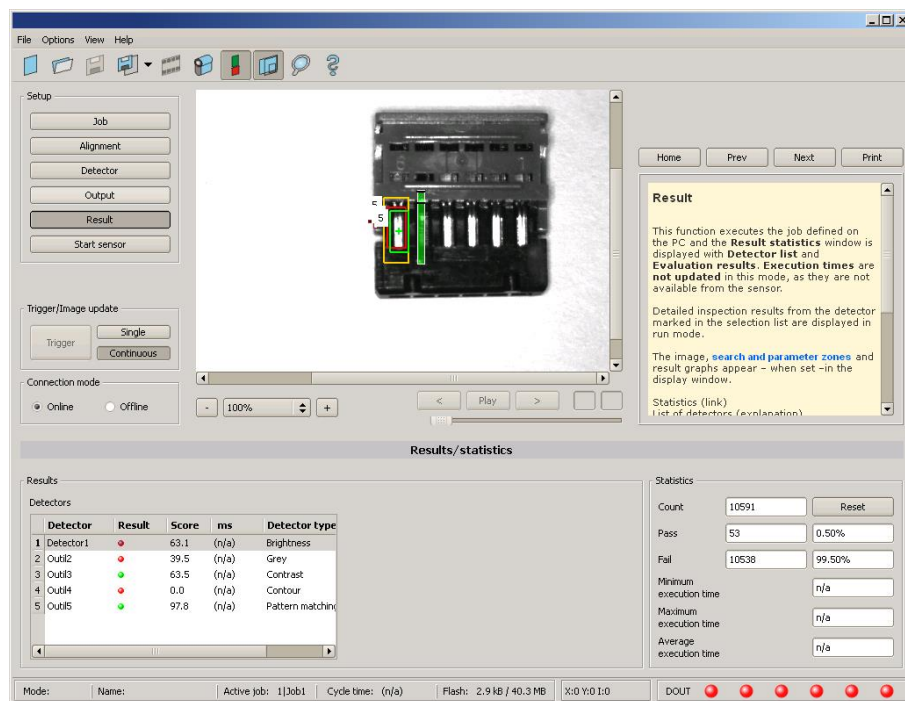 File Options View Help
Setup
Job
Alignment
Detector
Output
Result
Start sensor
Trigger/Image update
Trigger
Single
Continuous
Connection mode
Online Offline
5
- 100% +
< Play >
Home Prev Next Print
Result
This function executes the job defined on
the PC and the Result statistics window is
displayed with Detector list and
Evaluation results. Execution times are
not updated in this mode, as they are not
available from the sensor.
Detailed inspection results from the detector
marked in the selection list are displayed in
run mode.
The image, search and parameter zones and
result graphs appear – when set –in the
display window.
Statistics (link)
List of detectors (explanation)
Results/statistics
Results
Detectors
Detector Result Score ms Detector type
1 Detector1 63.1 (n/a) Brightness
2 Outil2 39.5 (n/a) Grey
3 Outil3 63.5 (n/a) Contrast
4 Outil4 0.0 (n/a) Contour
5 Outil5 97.8 (n/a) Pattern matching
Statistics
Count 10591 Reset
Pass 53 0.50%
Fail 10538 99.50%
Minimum
execution time n/a
Maximum
execution time n/a
Average
execution time n/a
Mode: Name: Active job: 1|Job1 Cycle time: (n/a) Flash: 2.9 kB / 40.3 MB X:0 Y:0 I:0 DOUT